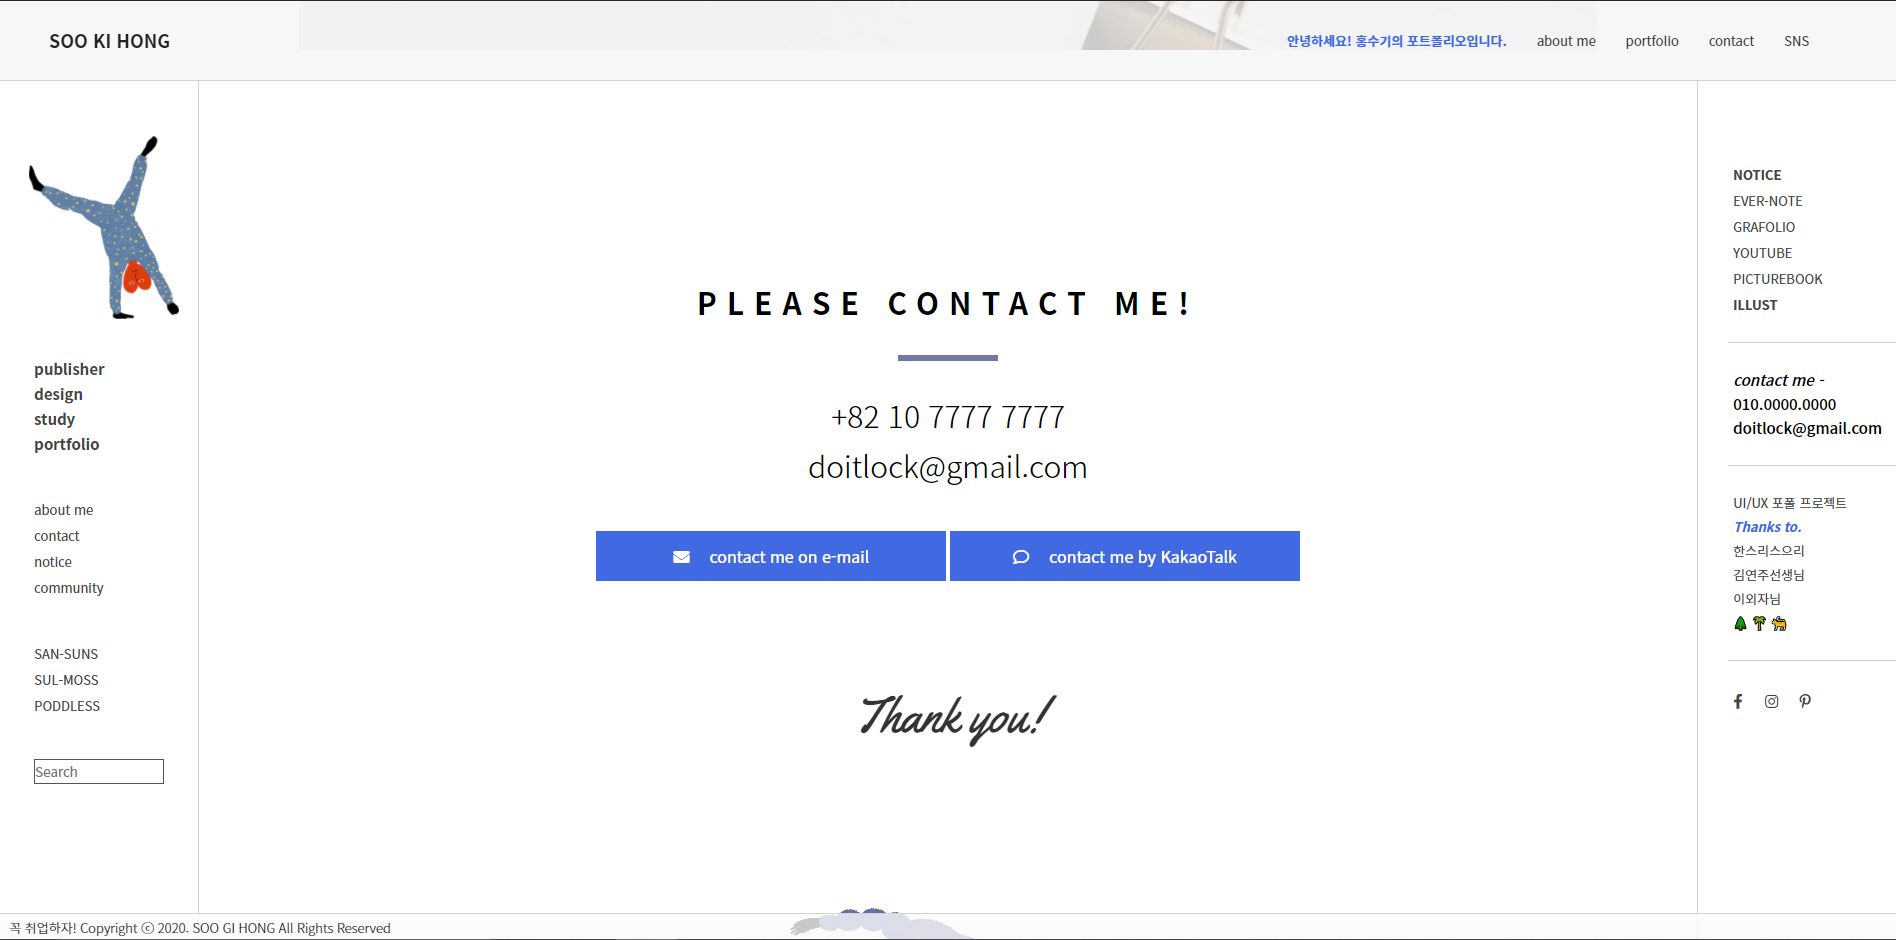 SOO KI HONG
안녕하세요! 홍수기의 포트폴리오입니다.
about me
portfolio
contact
SNS
publisher
design
study
portfolio
about me
contact
notice
community
SAN-SUNS
SUL-MOSS
PODDLESS
Search
PLEASE CONTACT ME!
+82 10 7777 7777
doitlock@gmail.com
contact me on e-mail
contact me by KakaoTalk
Thank you!
NOTICE
EVER-NOTE
GRAFOLIO
YOUTUBE
PICTUREBOOK
ILLUST
contact me -
010.0000.0000
doitlock@gmail.com
UI/UX 포폴 프로젝트
Thanks to.
한스리스으리
김연주선생님
이외자님
꼭 취업하자! Copyright ⓒ 2020. SOO GI HONG All Rights Reserved